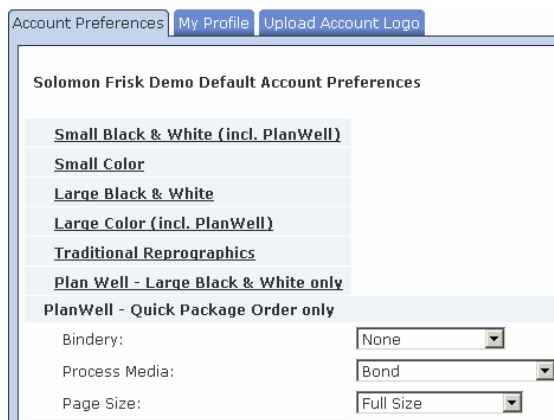 Account Preferences My Profile Upload Account Logo
Solomon Frisk Demo Default Account Preferences
Small Black & White (incl. PlanWell)
Small Color
Large Black & White
Large Color (incl. PlanWell)
Traditional Reprographics
Plan Well - Large Black & White only
PlanWell - Quick Package Order only
Bindery: None
Process Media: Bond
Page Size: Full Size